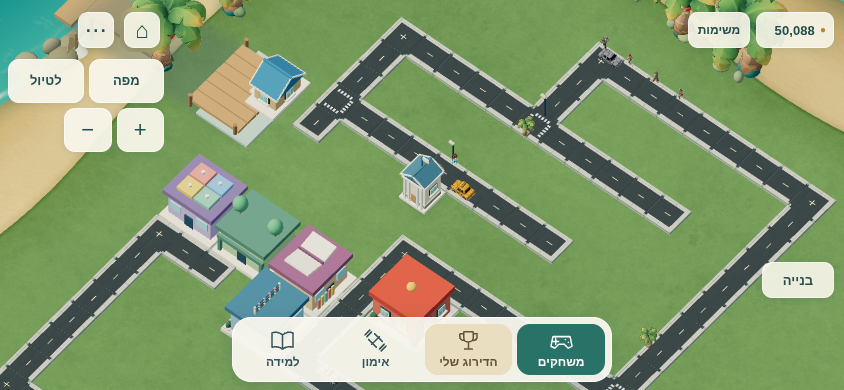 50,088
משימות
מפה
לטיול
+
−
בנייה
משחקים
הדירוג שלי
אימון
למידה